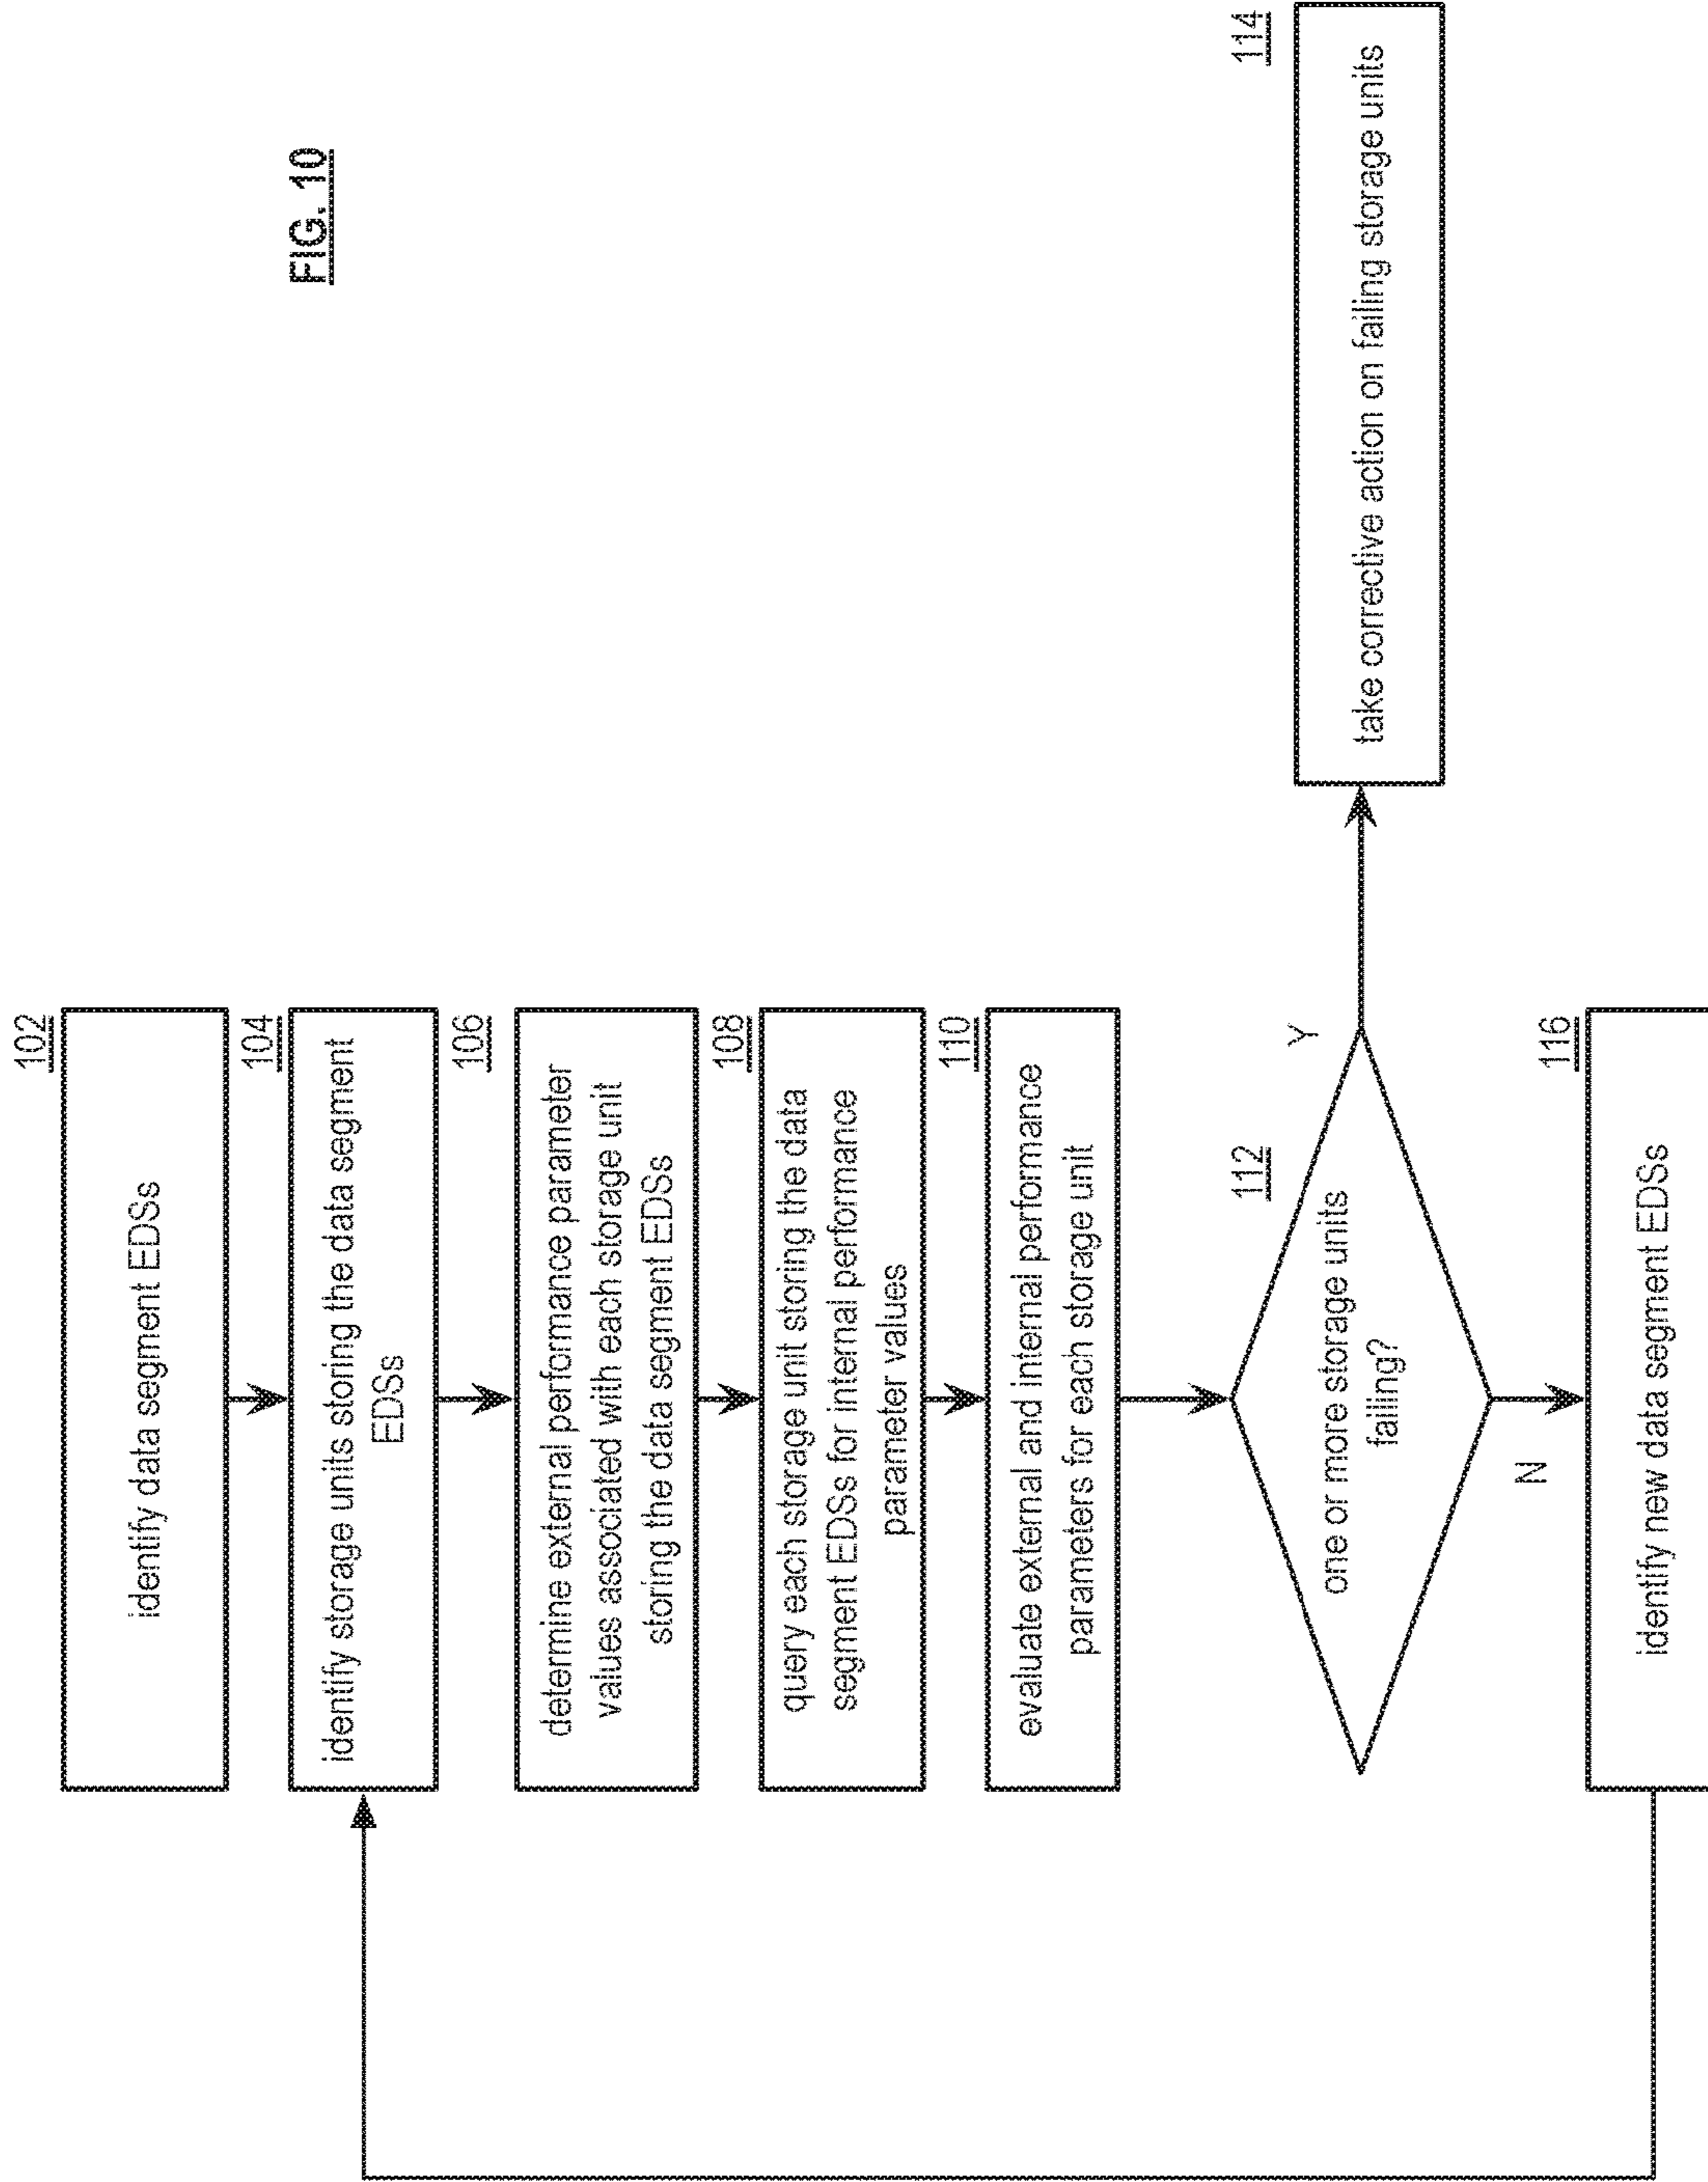 FIG. 10
102
identify data segment EDSs
104
identify storage units storing the data segment
EDSs
106
determine external performance parameter
values associated with each storage unit
storing the data segment EDSs
108
query each storage unit storing the data
segment EDSs for internal performance
parameter values
110
evaluate external and internal performance
parameters for each storage unit
112
one or more storage units
failing?
Y
114
take corrective action on failing storage units
N
116
identify new data segment EDSs